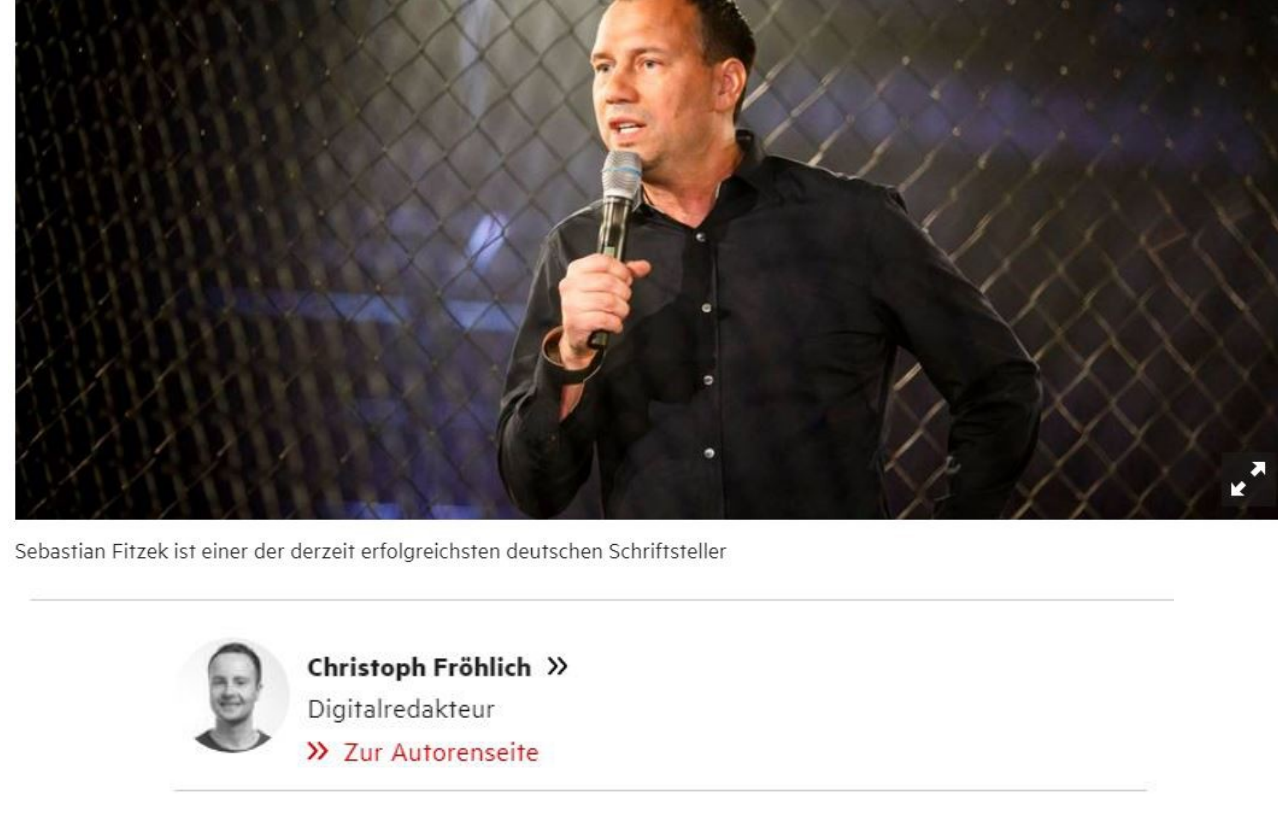 Sebastian Fitzek ist einer der derzeit erfolgreichsten deutschen Schriftsteller
Christoph Fröhlich »
Digitalredakteur
» Zur Autorenseite